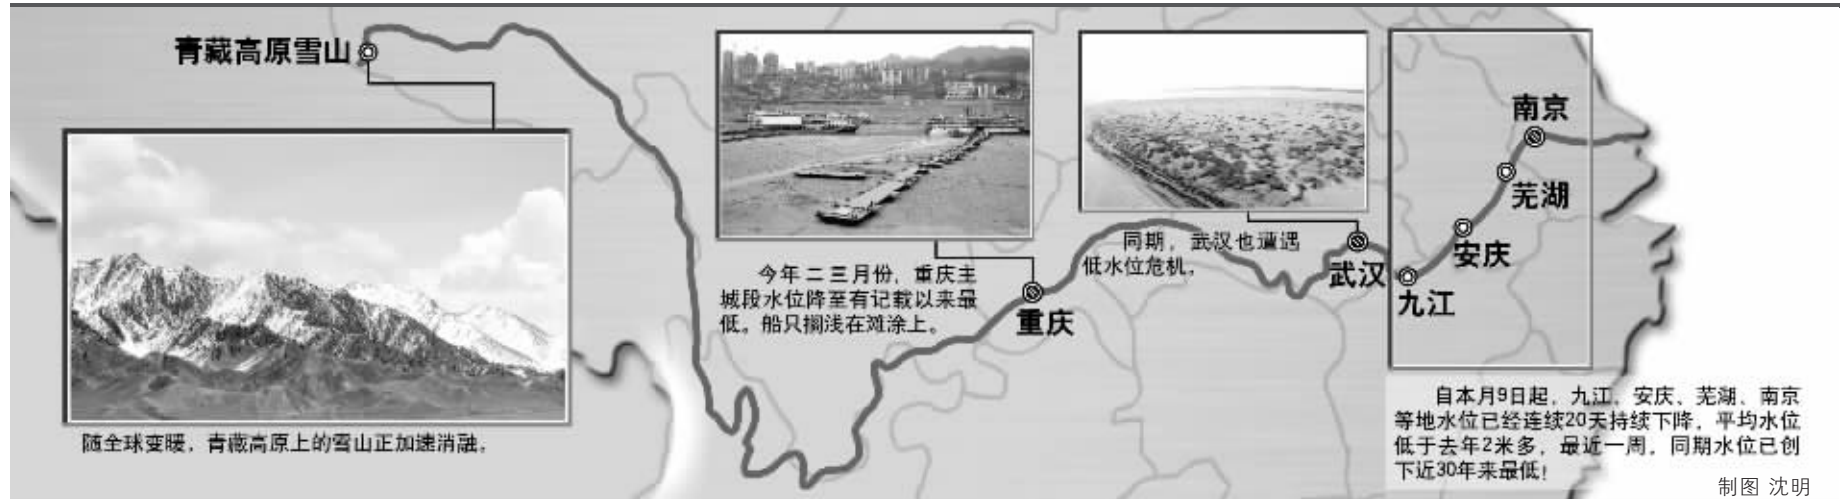 青藏高原雪山
随全球变暖，青藏高原上的雪山正加速消融。
今年二三月份，重庆主
城段水位降至有记载以来最
低。船只搁浅在滩涂上。
重庆
同期，武汉也遭遇
低水位危机。
武汉
九江
安庆
芜湖
南京
自本月9日起，九江、安庆、芜湖、南京
等地水位已经连续20天持续下降，平均水位
低于去年2米多，最近一周，同期水位已创
下近30年来最低！
制图 沈明